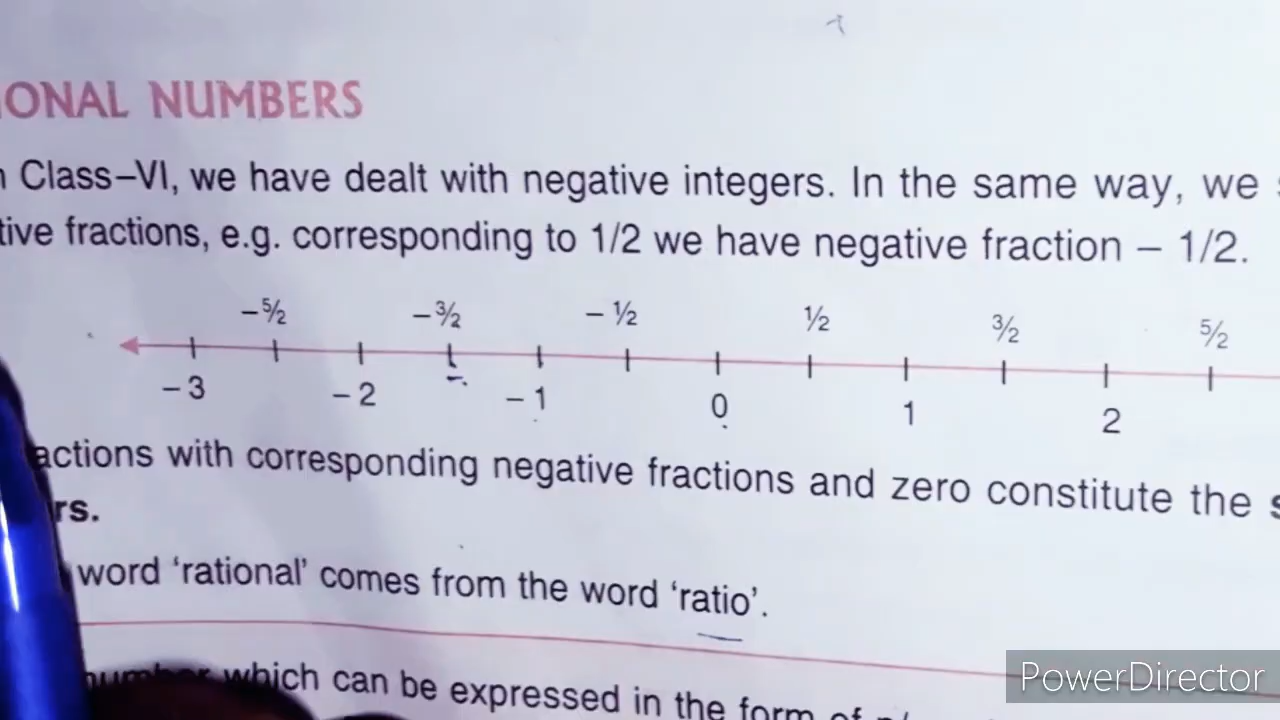 ONAL NUMBERS
Class–VI, we have dealt with negative integers. In the same way, we
tive fractions, e.g. corresponding to 1/2 we have negative fraction – 1/2.
–5/2 –3/2 – 1/2 1/2 3/2 5/2
–3 –2 –1 0 1 2
actions with corresponding negative fractions and zero constitute the
rs.
word ‘rational’ comes from the word ‘ratio’.
number which can be expressed in the form of
PowerDirector